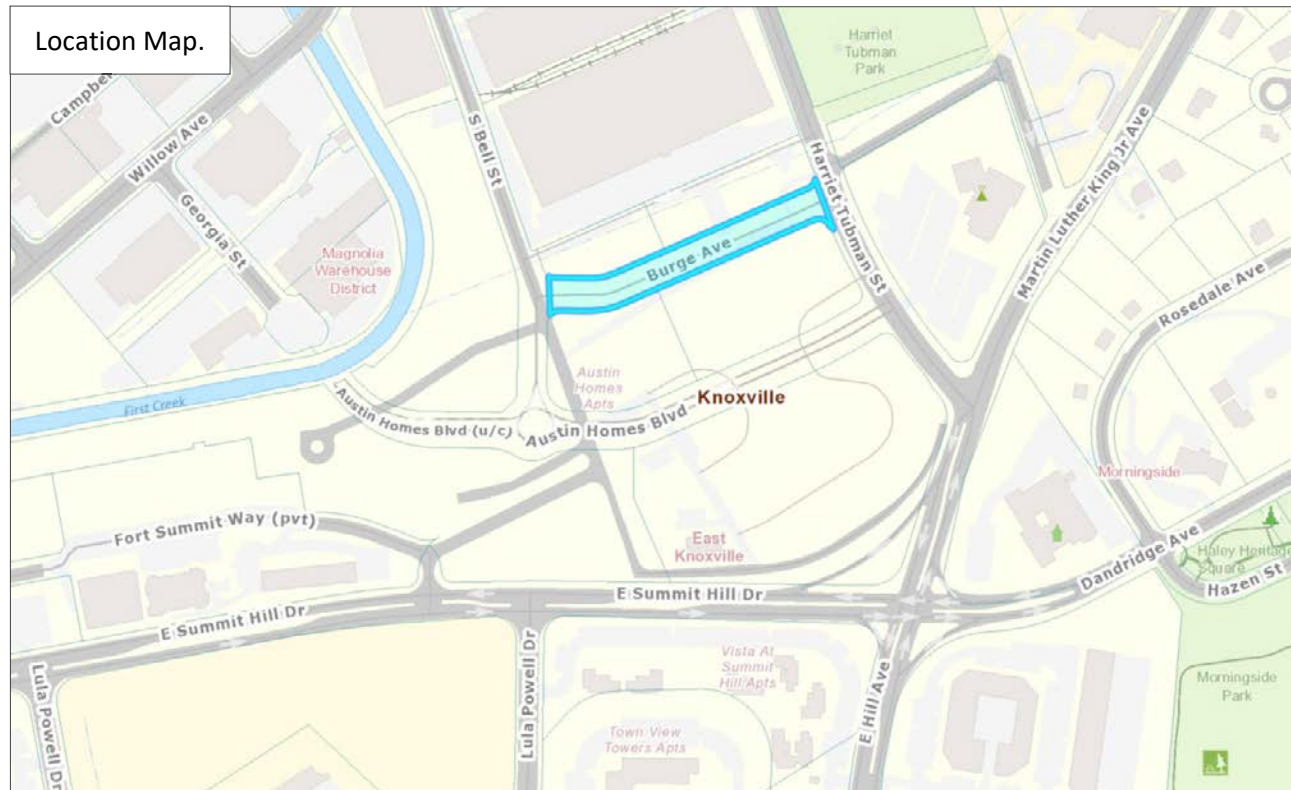 Location Map.
Harriet
Tubman
Park
Willow Ave
S Bell St
Georgia St
Magnolia
Warehouse
District
Harriet Tubman St
Martin Luther King Jr Ave
Burge Ave
Rosedale Ave
First Creek
Austin
Homes
Apts
Knoxville
Austin Homes Blvd (u/c)
Austin Homes Blvd
Morningside
Fort Summit Way (pvt)
East
Knoxville
Dandridge Ave
Haley Heritage
Square
Hazen St
E Summit Hill Dr
E Summit Hill Dr
Lula Powell Dr
Lula Powell Dr
Vista At
Summit
Hill Apts
E Hill Ave
Town View
Towers Apts
Morningside
Park